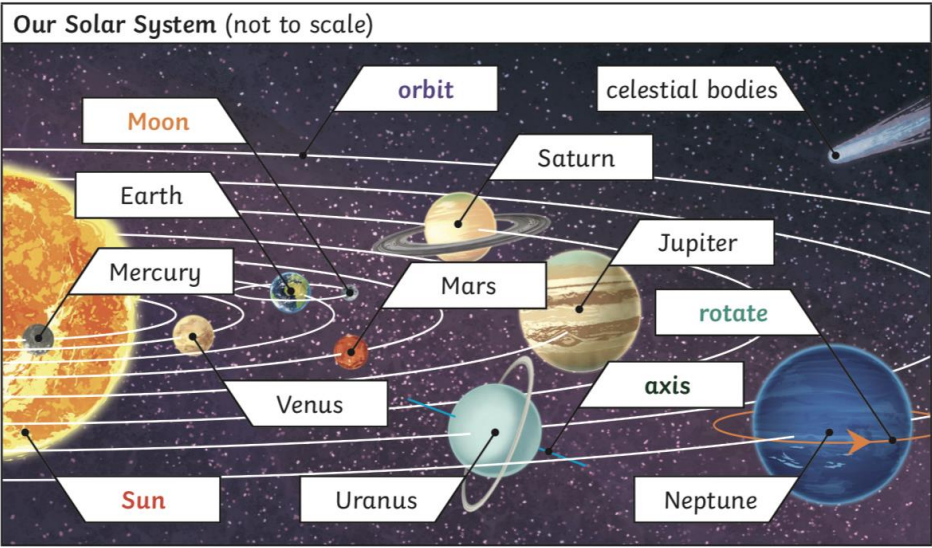 Our Solar System (not to scale)
orbit
celestial bodies
Moon
Saturn
Earth
Jupiter
Mercury
Mars
rotate
axis
Venus
Sun
Uranus
Neptune